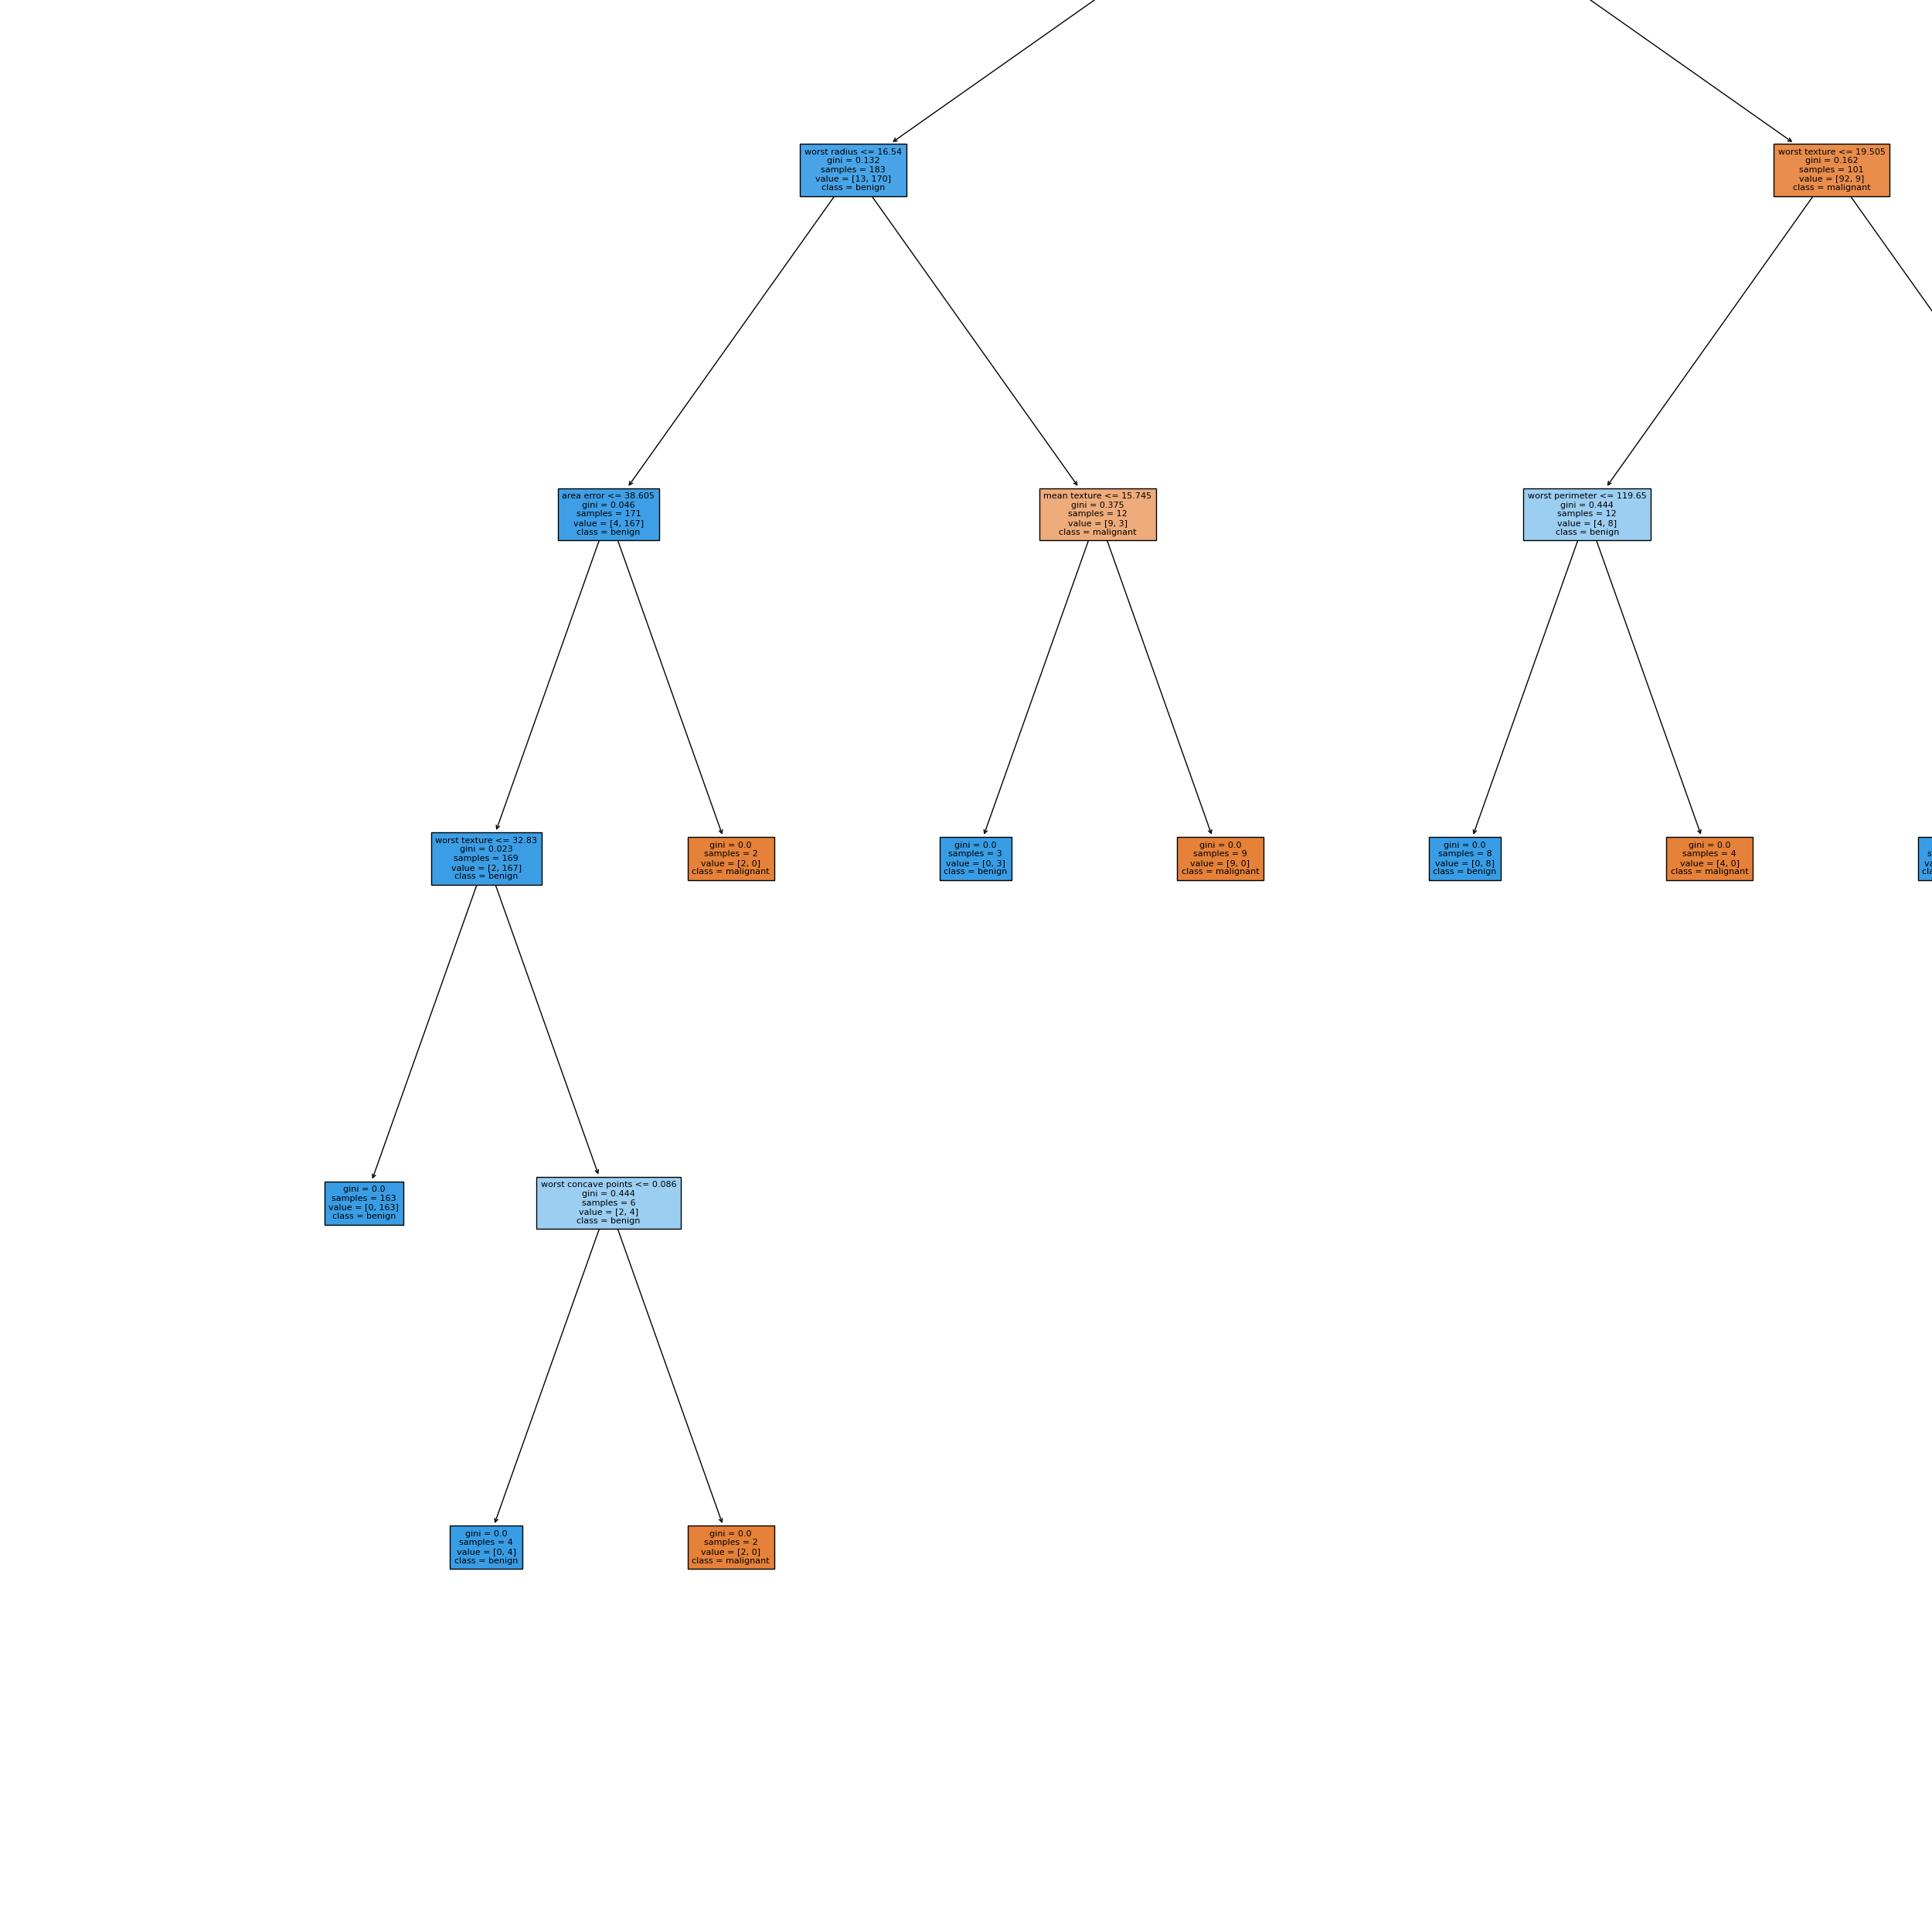 worst radius <= 16.54
gini = 0.132
samples = 183
value = [13, 170]
class = benign
worst texture <= 19.505
gini = 0.162
samples = 101
value = [92, 9]
class = malignant
area error <= 38.605
gini = 0.046
samples = 171
value = [4, 167]
class = benign
mean texture <= 15.745
gini = 0.375
samples = 12
value = [9, 3]
class = malignant
worst perimeter <= 119.65
gini = 0.444
samples = 12
value = [4, 8]
class = benign
worst texture <= 32.83
gini = 0.023
samples = 169
value = [2, 167]
class = benign
gini = 0.0
samples = 2
value = [2, 0]
class = malignant
gini = 0.0
samples = 3
value = [0, 3]
class = benign
gini = 0.0
samples = 9
value = [9, 0]
class = malignant
gini = 0.0
samples = 8
value = [0, 8]
class = benign
gini = 0.0
samples = 4
value = [4, 0]
class = malignant
gini = 0.0
samples = 163
value = [0, 163]
class = benign
worst concave points <= 0.086
gini = 0.444
samples = 6
value = [2, 4]
class = benign
gini = 0.0
samples = 4
value = [0, 4]
class = benign
gini = 0.0
samples = 2
value = [2, 0]
class = malignant